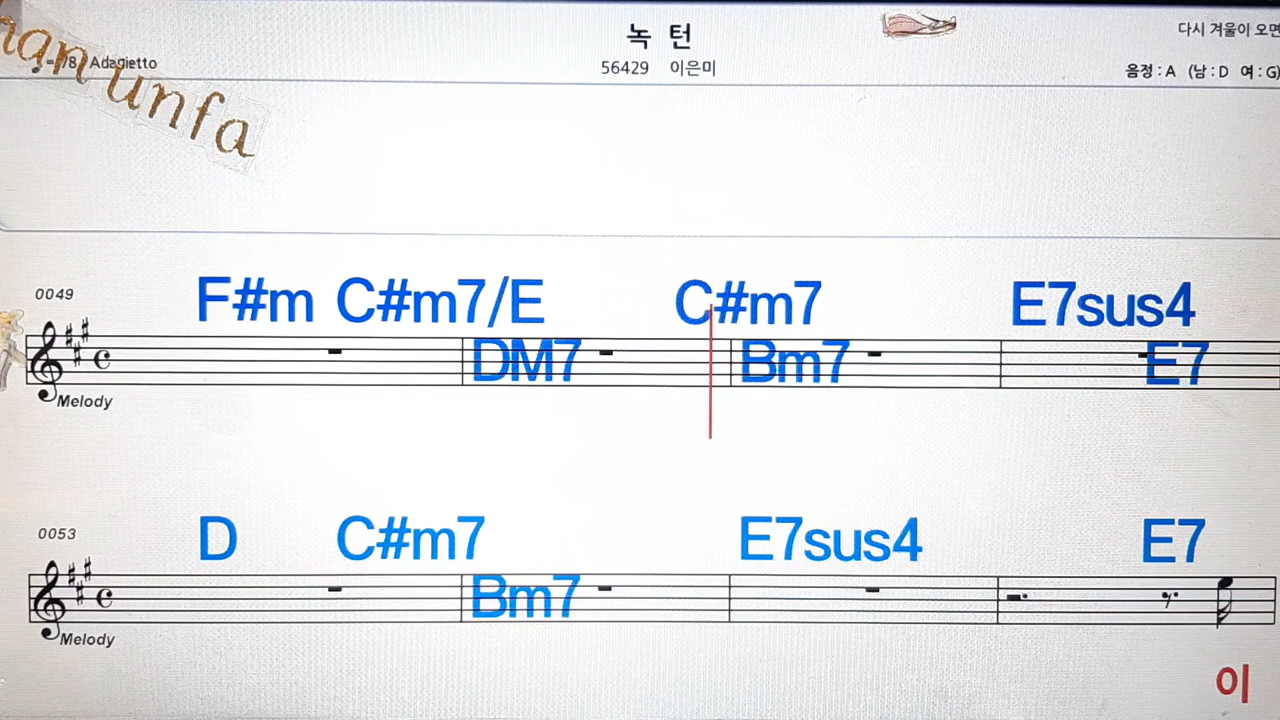 unfa
Adagietto
녹 턴
56429 이은미
다시 겨울이 오면
음정 : A (남 : D 여 : G
0049
F#m C#m7/E C#m7 E7sus4
DM7 Bm7 E7
Melody
0053
D C#m7 E7sus4 E7
Bm7
Melody
이